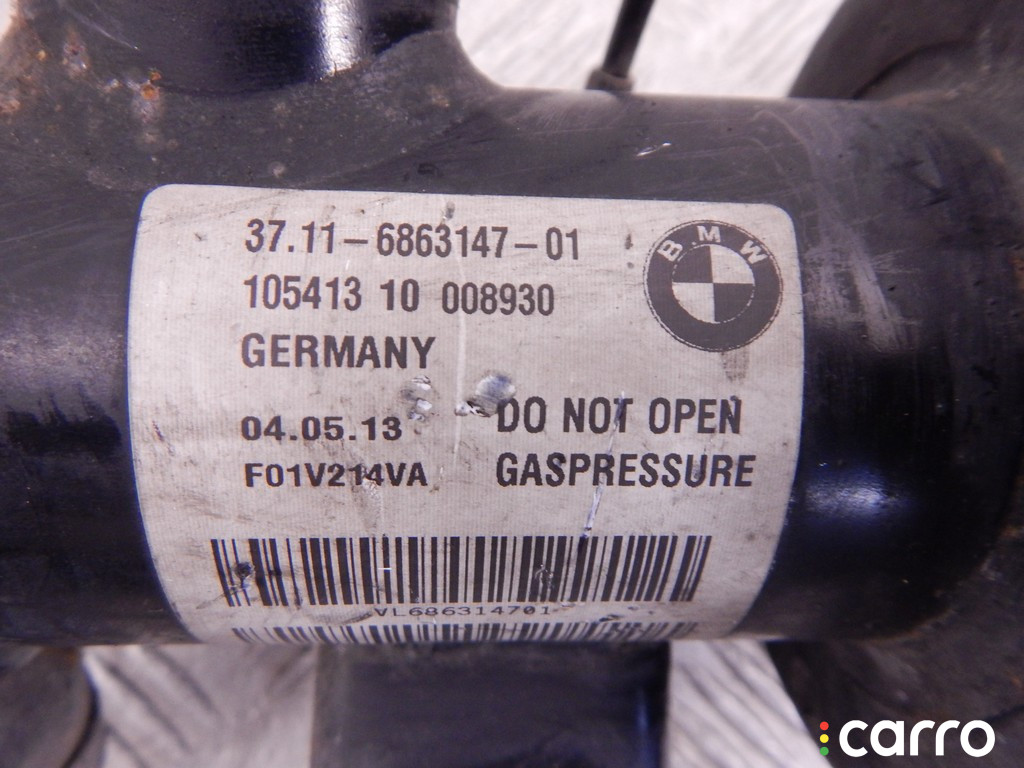 37.11-6863147-01
BMW
105413 10 008930
GERMANY
04.05.13
DO NOT OPEN
F01V214VA
GASPRESSURE
VL686314701
carro